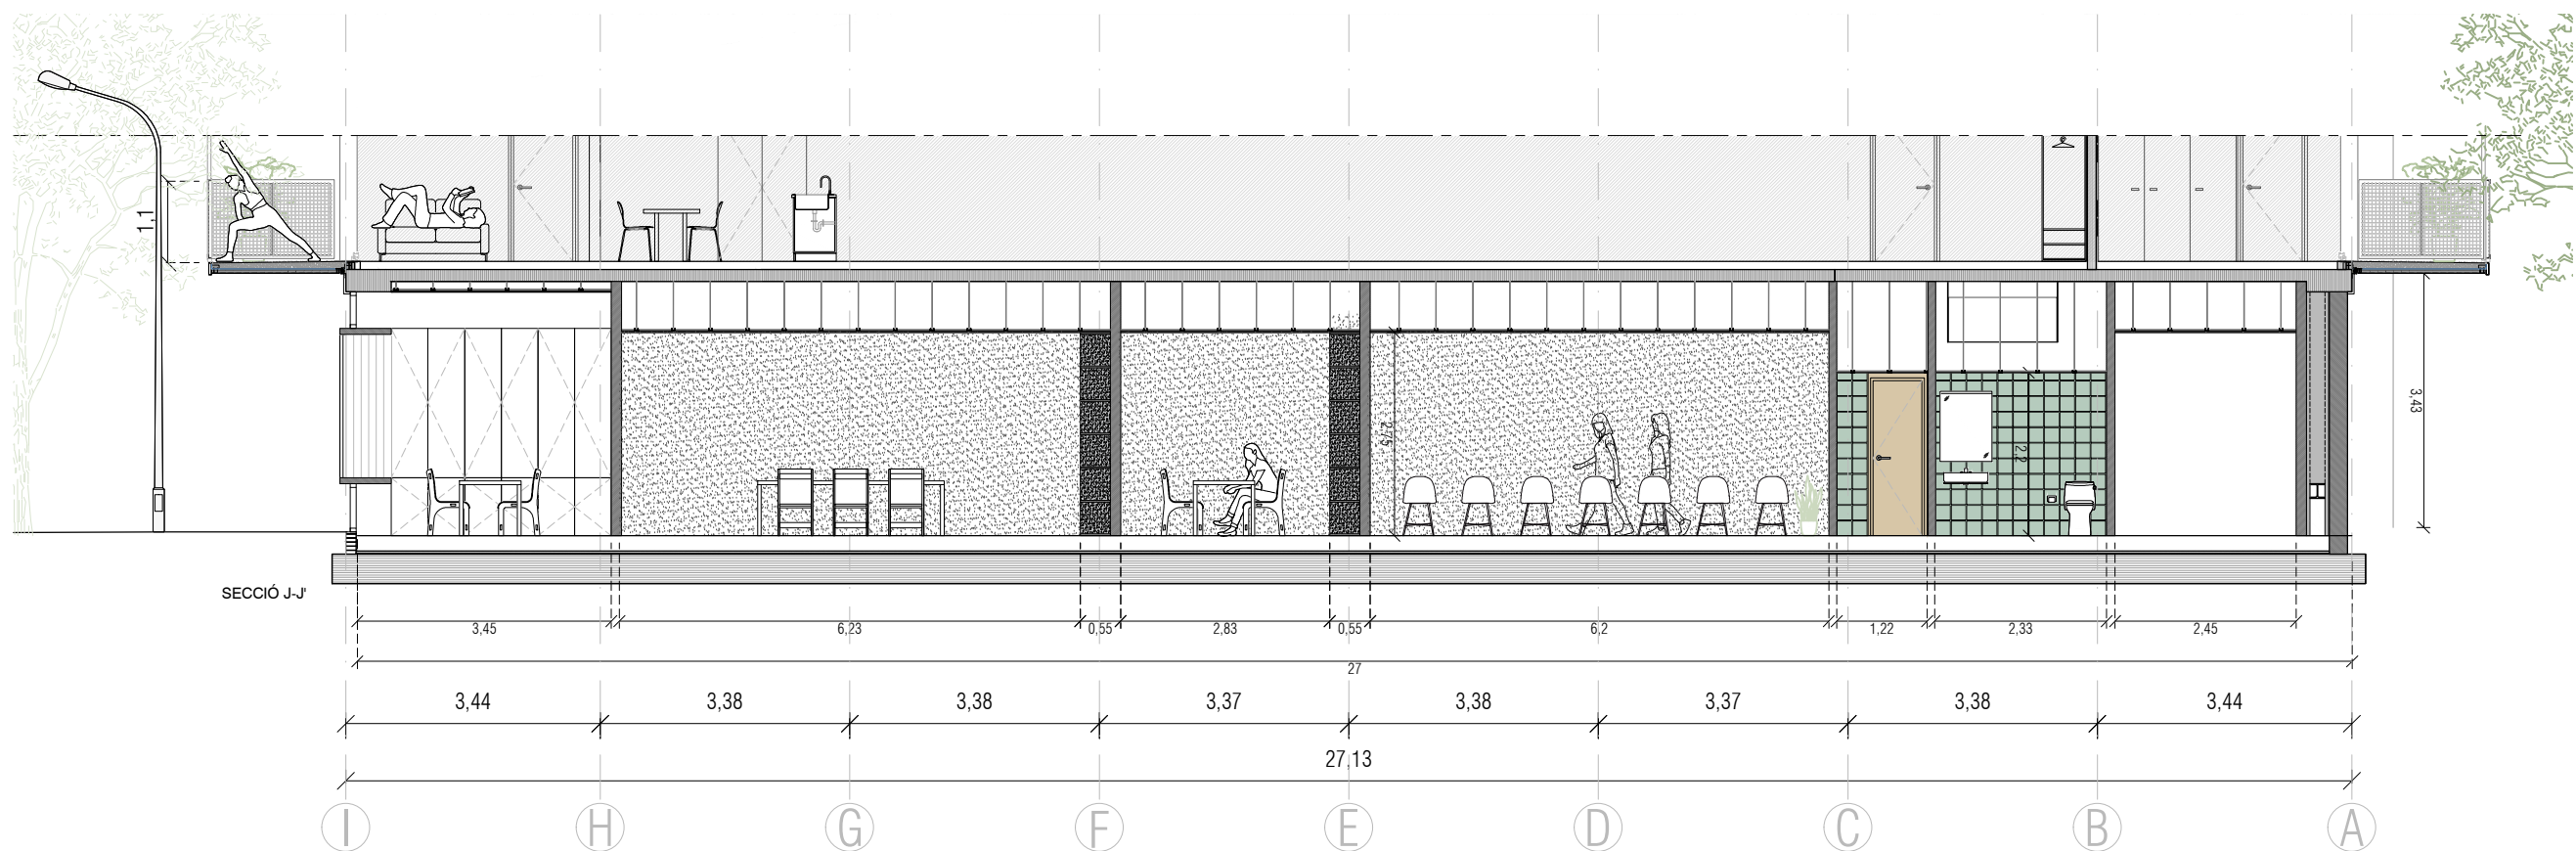 1,1
3,43
2,75
2,2
SECCIÓ J-J'
3,45 6,23 0,55 2,83 0,55 6,2 1,22 2,33 2,45
27
3,44 3,38 3,38 3,37 3,38 3,37 3,38 3,44
27,13
I H G F E D C B A